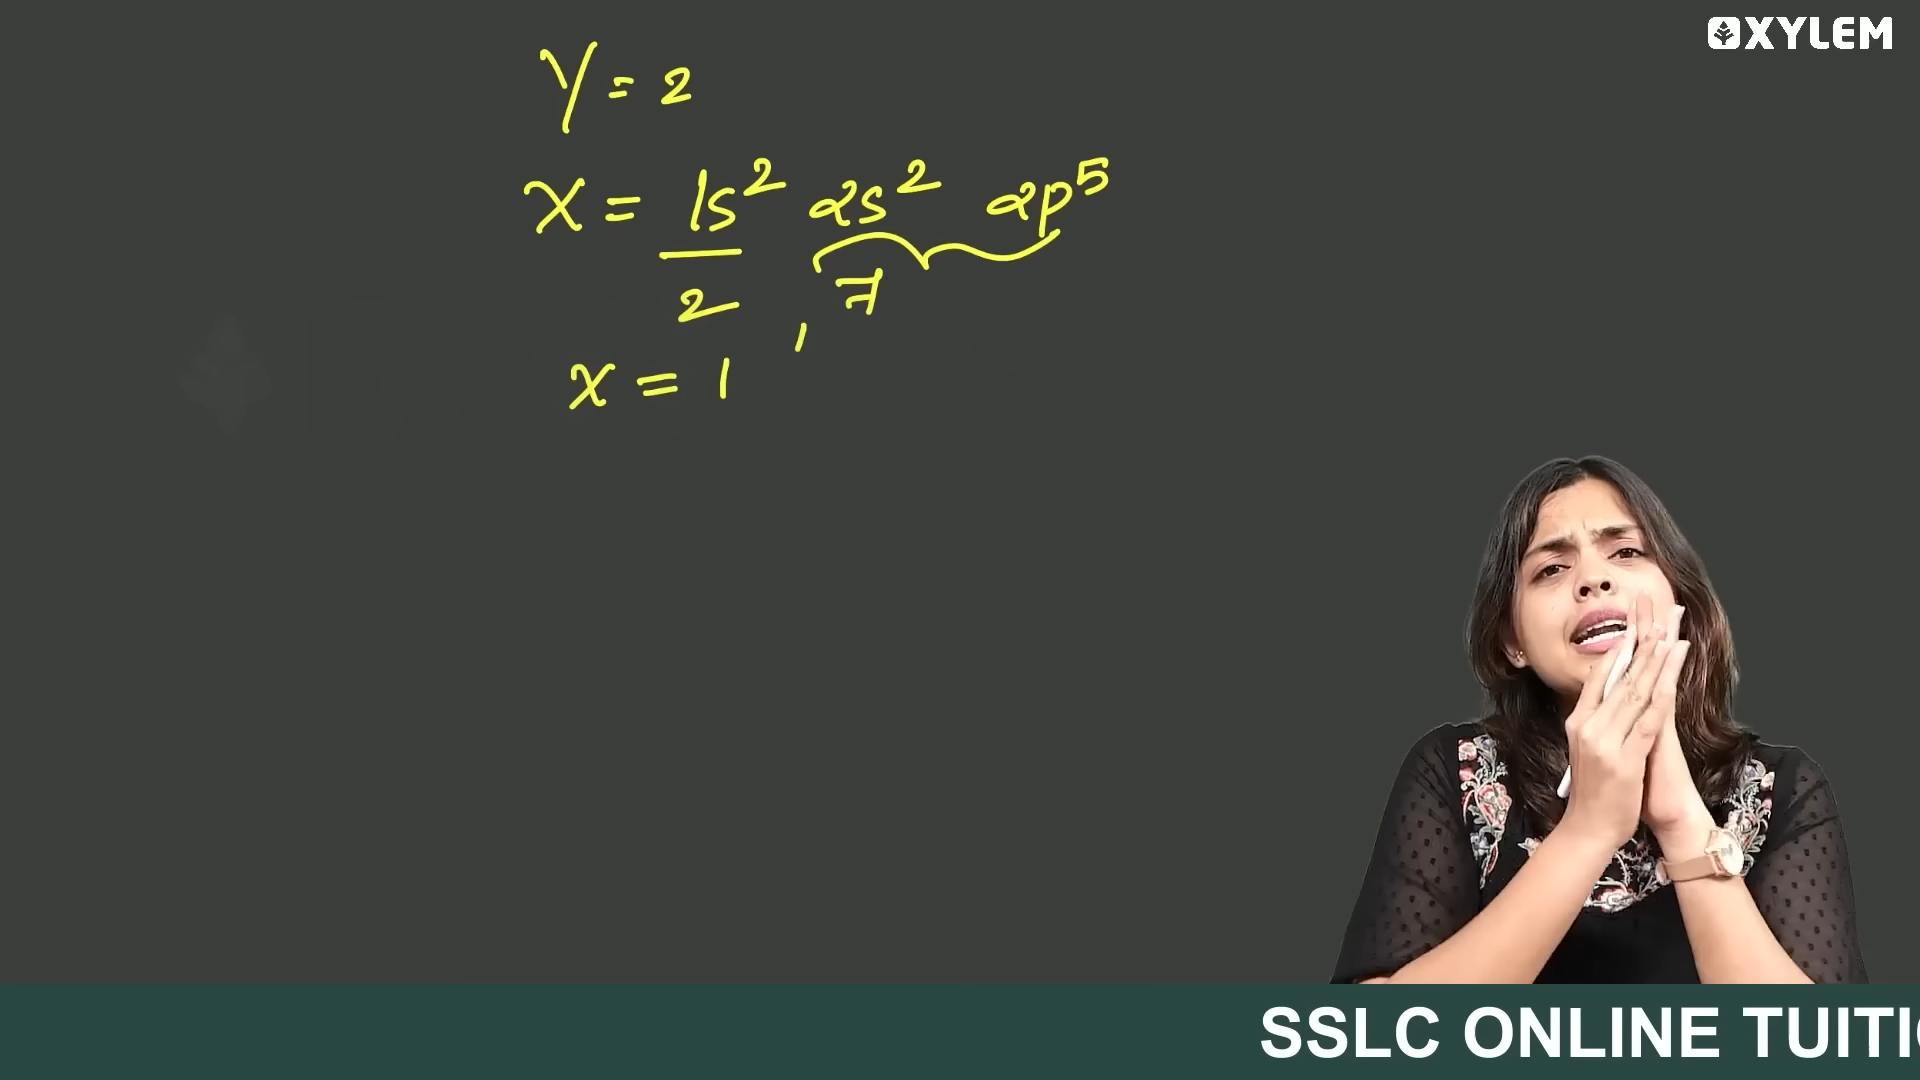 XYLEM
Y = 2
X = 1s² 2s² 2p⁵
2, 7
x = 1
SSLC ONLINE TUITI